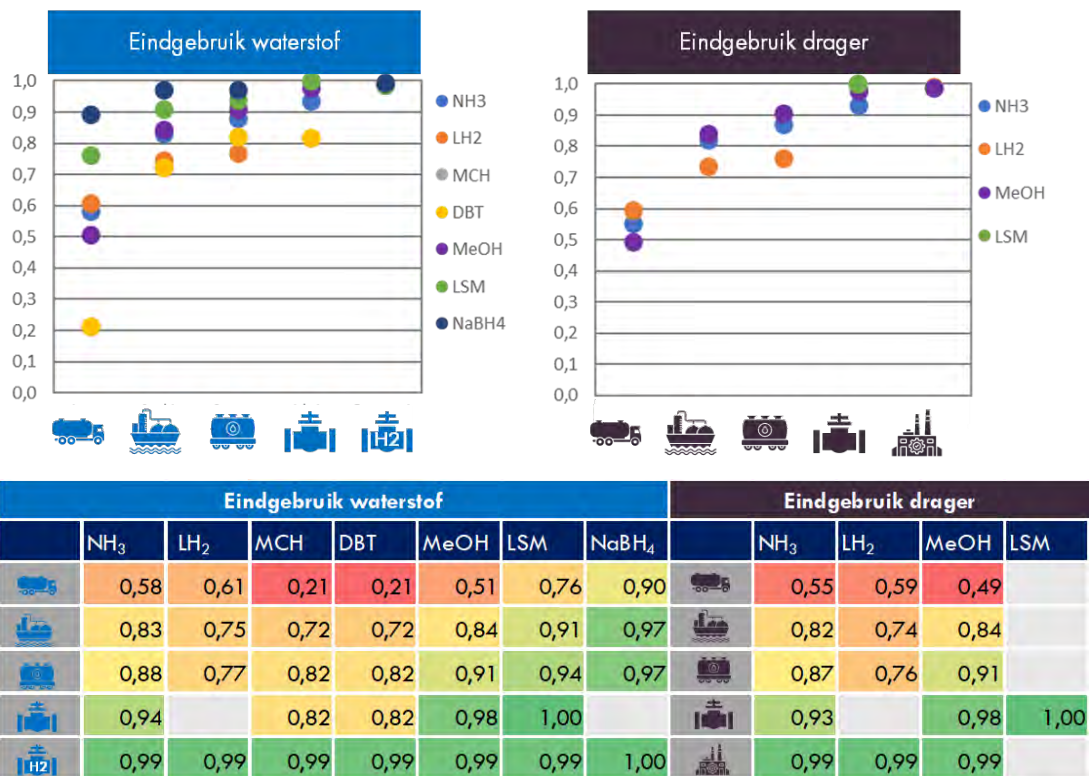 Eindgebruik waterstof
1,0
0,9
0,8
0,7
0,6
0,5
0,4
0,3
0,2
0,1
0,0
NH3
LH2
MCH
DBT
MeOH
LSM
NaBH4
H2
Eindgebruik drager
1,0
0,9
0,8
0,7
0,6
0,5
0,4
0,3
0,2
0,1
0,0
NH3
LH2
MeOH
LSM
Eindgebruik waterstof Eindgebruik drager
NH₃ LH₂ MCH DBT MeOH LSM NaBH₄ NH₃ LH₂ MeOH LSM
0,58 0,61 0,21 0,21 0,51 0,76 0,90 0,55 0,59 0,49
0,83 0,75 0,72 0,72 0,84 0,91 0,97 0,82 0,74 0,84
0,88 0,77 0,82 0,82 0,91 0,94 0,97 0,87 0,76 0,91
0,94 0,82 0,82 0,98 1,00 0,93 0,98 1,00
H2 0,99 0,99 0,99 0,99 0,99 0,99 1,00 0,99 0,99 0,99